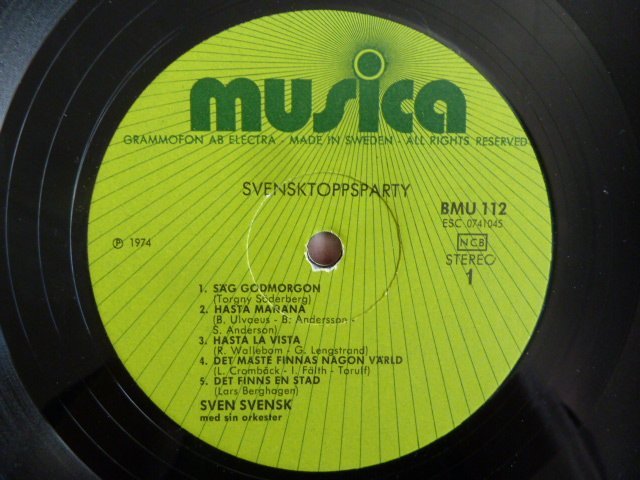 musica
GRAMMOFON AB ELECTRA - MADE IN SWEDEN - ALL RIGHTS RESERVED
SVENSKTOPPSPARTY
BMU 112
ESC 0741045
NCB
STEREO
1
℗ 1974
1. SÄG GODMORGON
(Torgny Söderberg)
2. HASTA MAÑANA
(B. Ulvaeus - B. Andersson -
S. Anderson)
3. HASTA LA VISTA
(R. Wallebom - G. Lengstrand)
4. DET MÅSTE FINNAS NÅGON VÄRLD
(L. Crombäck - I. Fälth - Torulf)
5. DET FINNS EN STAD
(Lars Berghagen)
SVEN SVENSK
med sin orkester